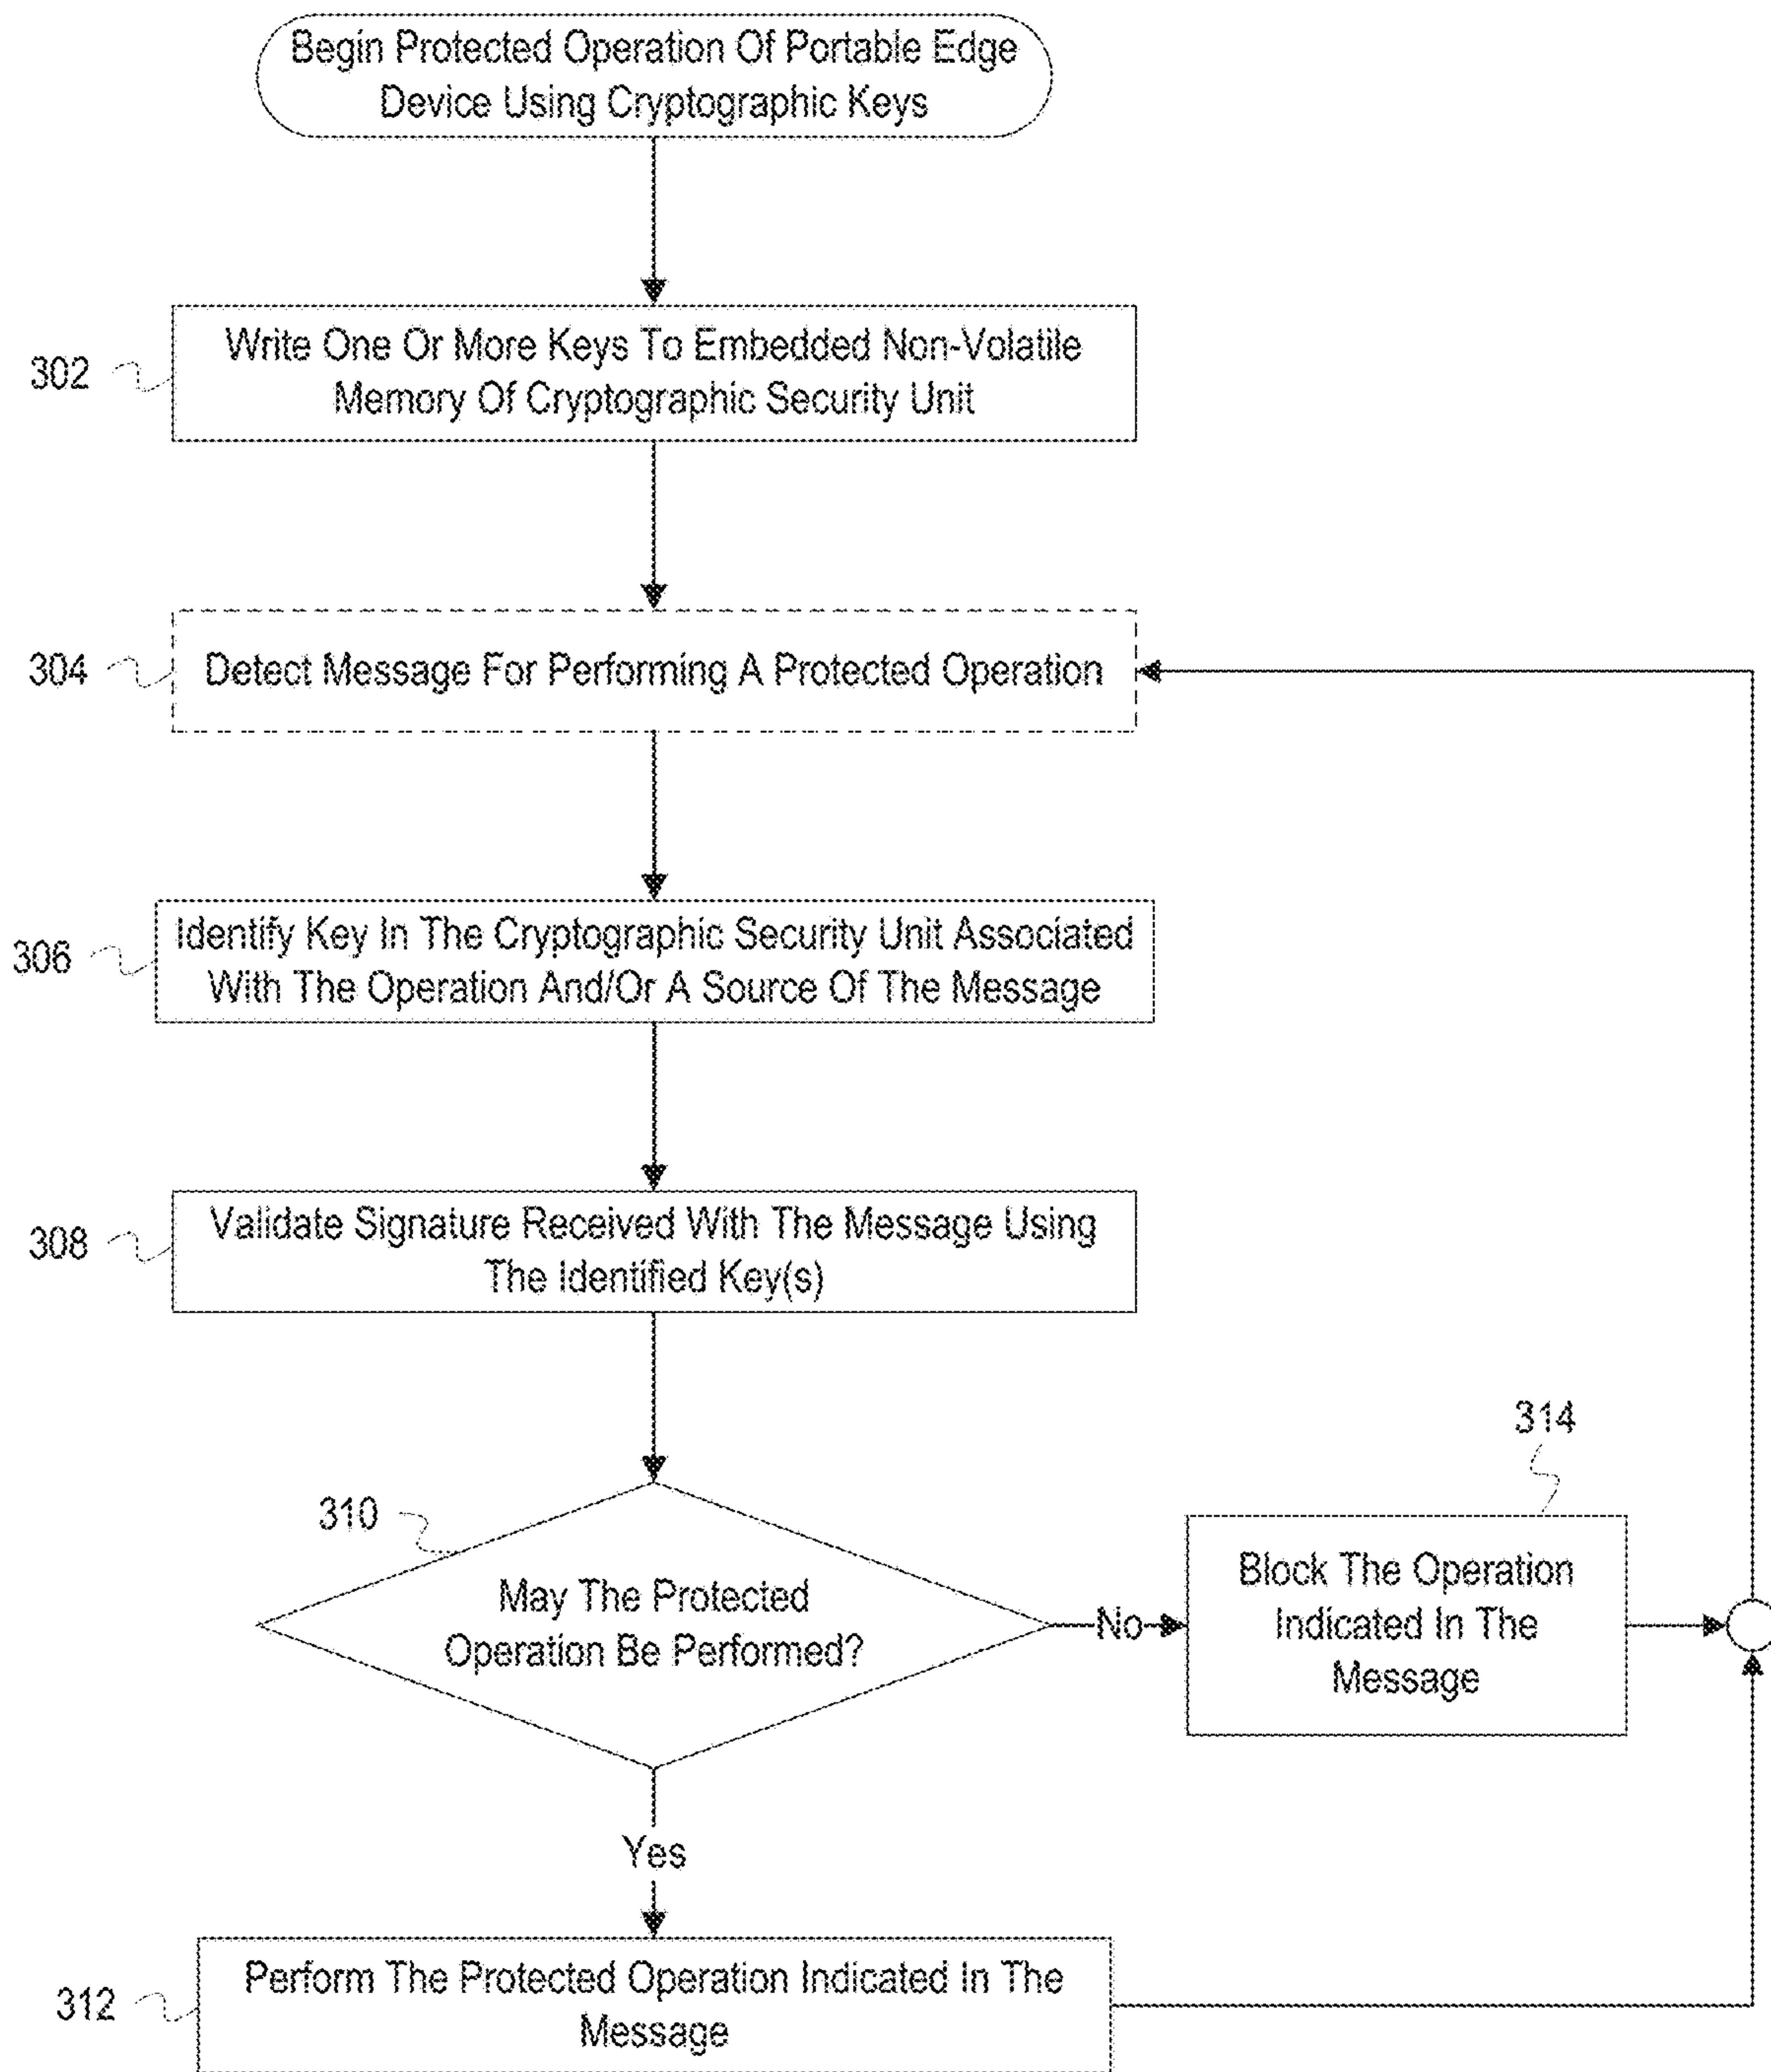 Begin Protected Operation Of Portable Edge
Device Using Cryptographic Keys
302
Write One Or More Keys To Embedded Non-Volatile
Memory Of Cryptographic Security Unit
304
Detect Message For Performing A Protected Operation
306
Identify Key In The Cryptographic Security Unit Associated
With The Operation And/Or A Source Of The Message
308
Validate Signature Received With The Message Using
The Identified Key(s)
310
May The Protected
Operation Be Performed?
No
314
Block The Operation
Indicated In The
Message
Yes
312
Perform The Protected Operation Indicated In The
Message